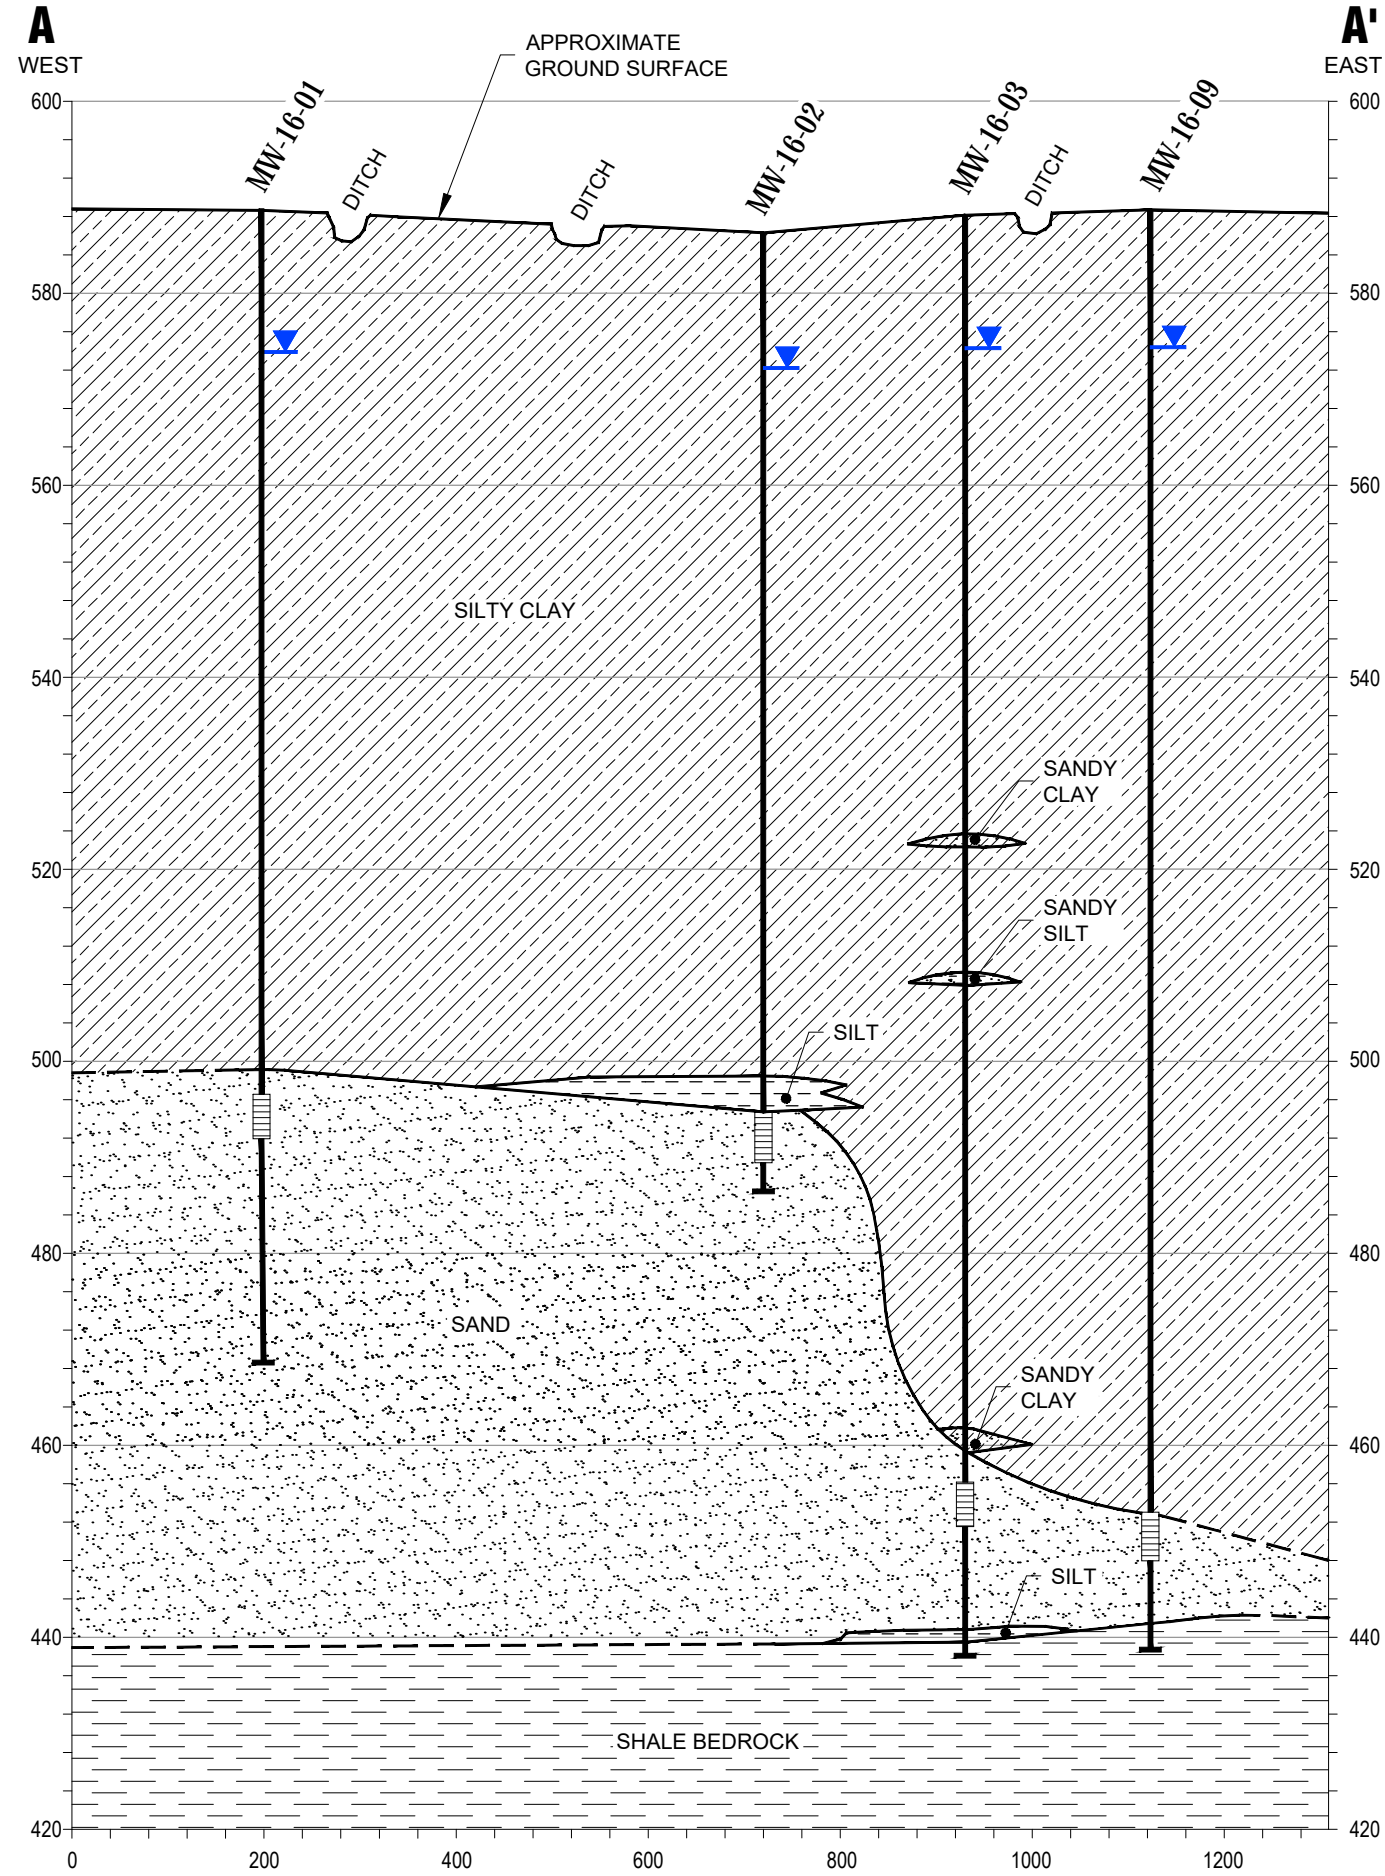 A
A'
WEST
APPROXIMATE
GROUND SURFACE
EAST
600
600
MW-16-01
DITCH
DITCH
MW-16-02
MW-16-03
DITCH
MW-16-09
580
580
560
560
SILTY CLAY
540
540
SANDY
CLAY
520
520
SANDY
SILT
SILT
500
500
480
480
SAND
SANDY
CLAY
460
460
SILT
440
440
SHALE BEDROCK
420
420
0
200
400
600
800
1000
1200